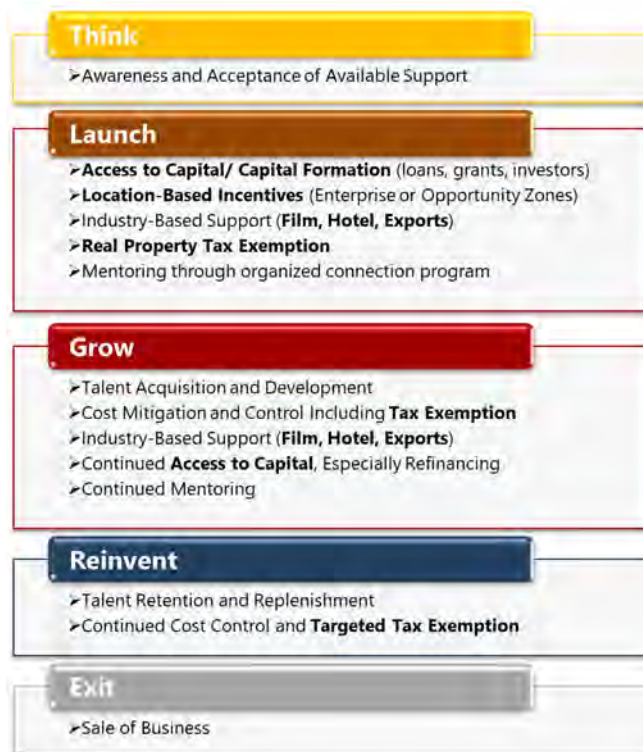 Think
➤Awareness and Acceptance of Available Support
Launch
➤Access to Capital/ Capital Formation (loans, grants, investors)
➤Location-Based Incentives (Enterprise or Opportunity Zones)
➤Industry-Based Support (Film, Hotel, Exports)
➤Real Property Tax Exemption
➤Mentoring through organized connection program
Grow
➤Talent Acquisition and Development
➤Cost Mitigation and Control Including Tax Exemption
➤Industry-Based Support (Film, Hotel, Exports)
➤Continued Access to Capital, Especially Refinancing
➤Continued Mentoring
Reinvent
➤Talent Retention and Replenishment
➤Continued Cost Control and Targeted Tax Exemption
Exit
➤Sale of Business